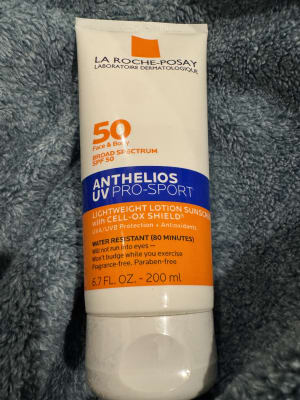 LA ROCHE-POSAY
LABORATOIRE DERMATOLOGIQUE
50
Face & Body
BROAD SPECTRUM
SPF 50
ANTHELIOS
UV PRO-SPORT
LIGHTWEIGHT LOTION SUNSCREEN
with CELL-OX SHIELD®
UVA/UVB Protection + Antioxidants
WATER RESISTANT (80 MINUTES)
Will not run into eyes —
Won't budge while you exercise
Fragrance-free, Paraben-free
6.7 FL. OZ. - 200 ml